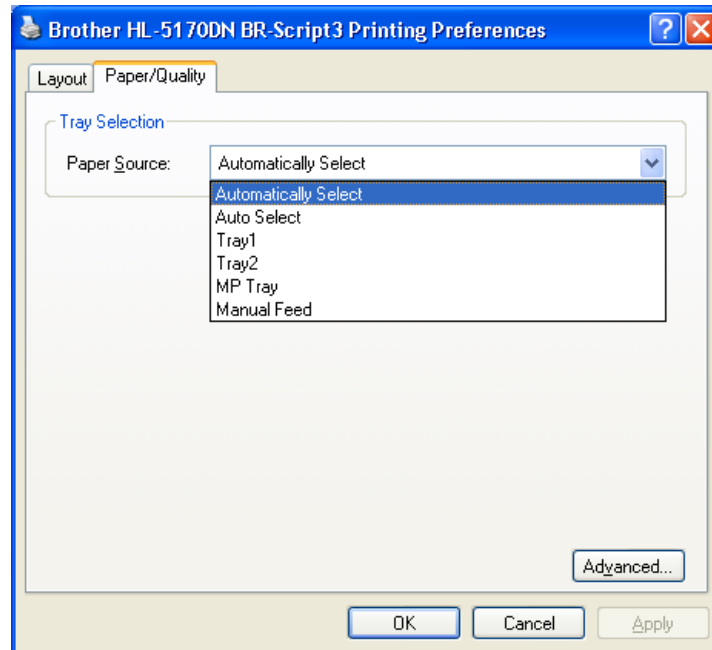 Brother HL-5170DN BR-Script3 Printing Preferences
Layout Paper/Quality
Tray Selection
Paper Source: Automatically Select
Automatically Select
Auto Select
Tray1
Tray2
MP Tray
Manual Feed
Advanced...
OK Cancel Apply